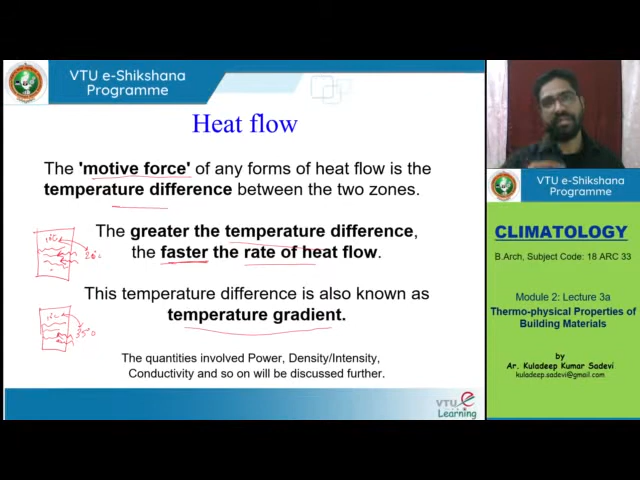 VTU e-Shikshana
Programme
Heat flow
The 'motive force' of any forms of heat flow is the
temperature difference between the two zones.
The greater the temperature difference,
the faster the rate of heat flow.
This temperature difference is also known as
temperature gradient.
The quantities involved Power, Density/Intensity,
Conductivity and so on will be discussed further.
VTU e
Learning
VTU e-Shikshana
Programme
CLIMATOLOGY
B.Arch, Subject Code: 18 ARC 33
Module 2: Lecture 3a
Thermo-physical Properties of
Building Materials
by
Ar. Kuladeep Kumar Sadevi
kuladeep.sadevi@gmail.com